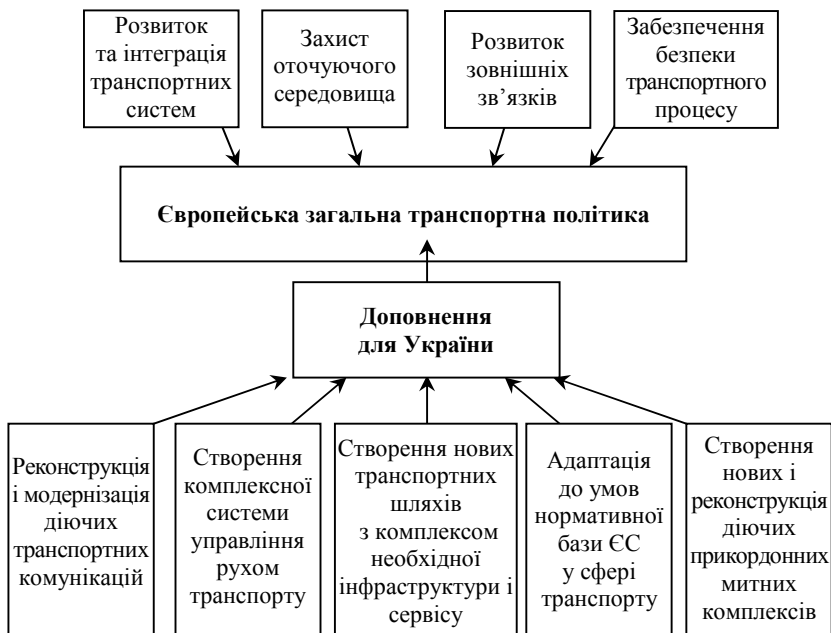 Розвиток
та інтеграція
транспортних
систем
Захист
оточуючого
середовища
Розвиток
зовнішніх
зв’язків
Забезпечення
безпеки
транспортного
процесу
Європейська загальна транспортна політика
Доповнення
для України
Реконструкція
і модернізація
діючих
транспортних
комунікацій
Створення
комплексної
системи
управління
рухом
транспорту
Створення нових
транспортних
шляхів
з комплексом
необхідної
інфраструктури і
сервісу
Адаптація
до умов
нормативної
бази ЄС
у сфері
транспорту
Створення
нових і
реконструкція
діючих
прикордонних
митних
комплексів